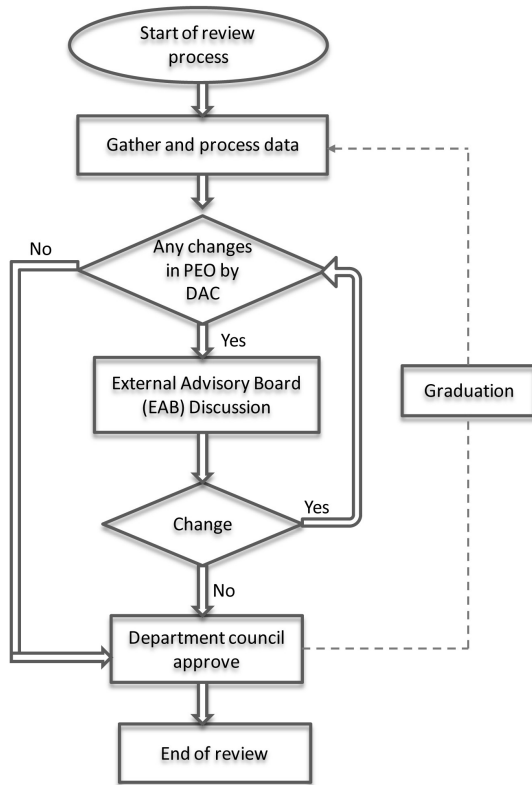 Start of review
process
Gather and process data
No
Any changes
in PEO by
DAC
Yes
External Advisory Board
(EAB) Discussion
Graduation
Change
Yes
No
Department council
approve
End of review